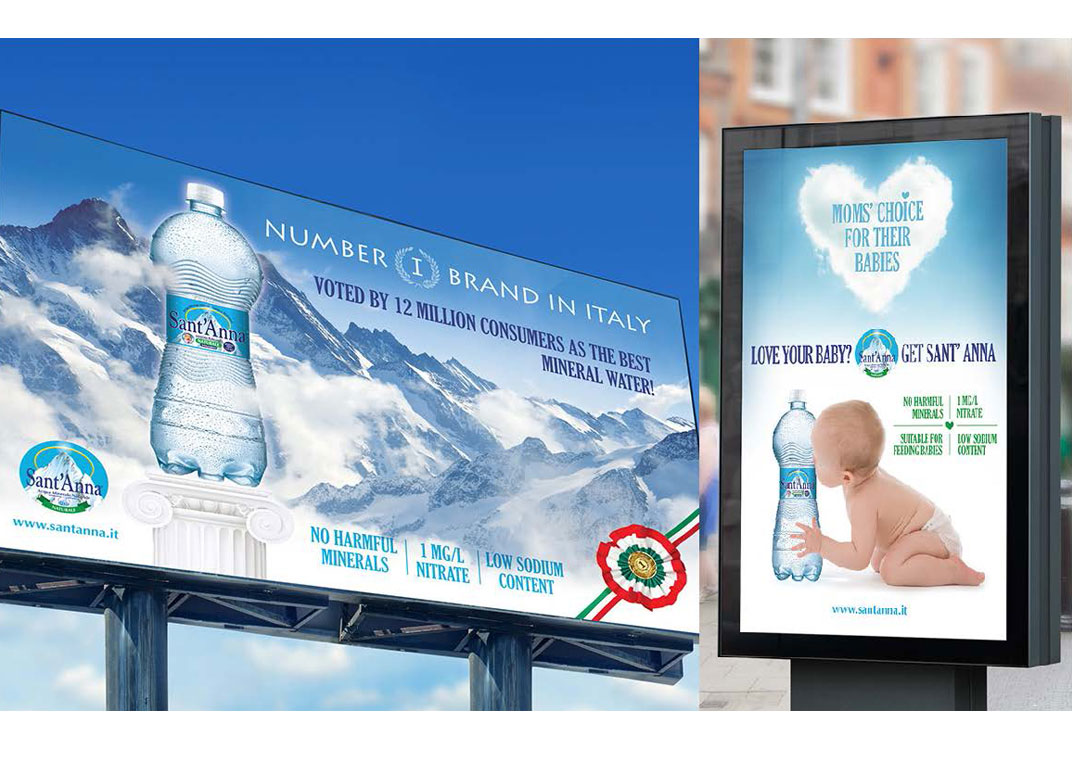 NUMBER 1 BRAND IN ITALY
VOTED BY 12 MILLION CONSUMERS AS THE BEST
MINERAL WATER!
Sant'Anna
Sant'Anna
NATURALE
www.santanna.it
NO HARMFUL
MINERALS
1 MG/L
NITRATE
LOW SODIUM
CONTENT
MOMS' CHOICE
FOR THEIR
BABIES
LOVE YOUR BABY?
Sant'Anna
GET SANT' ANNA
NO HARMFUL
MINERALS
1 MG/L
NITRATE
SUITABLE FOR
FEEDING BABIES
LOW SODIUM
CONTENT
Sant'Anna
www.santanna.it